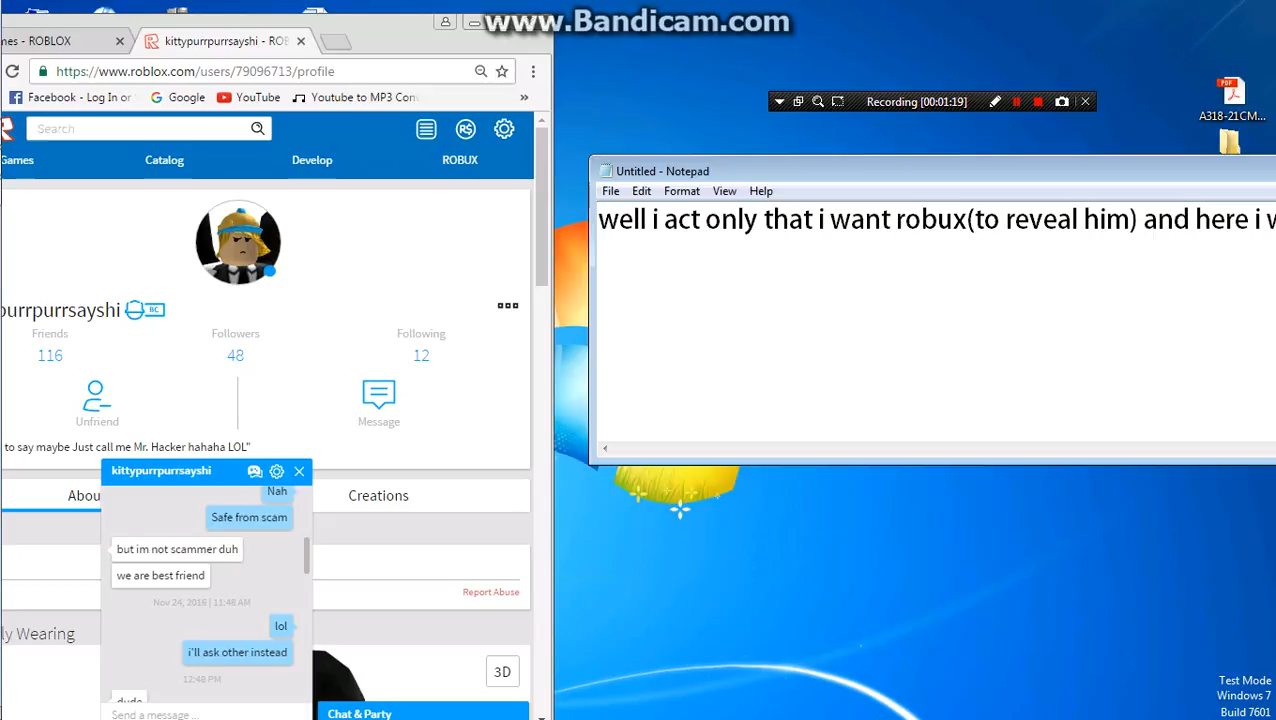 www.Bandicam.com
mes - ROBLOX
kittypurrpurrsayshi - RO
https://www.roblox.com/users/79096713/profile
Facebook - Log In or
Google
YouTube
Youtube to MP3 Con
»
Recording [00:01:19]
A318-21CM...
Search
Games
Catalog
Develop
ROBUX
Untitled - Notepad
File Edit Format View Help
well i act only that i want robux(to reveal him) and here i w
purrpurrsayshi BC
Friends
Followers
Following
116
48
12
Unfriend
Message
to say maybe Just call me Mr. Hacker hahaha LOL"
kittypurrpurrsayshi
Abou
Creations
Nah
Safe from scam
but im not scammer duh
we are best friend
Report Abuse
Nov 24, 2016 | 11:48 AM
lol
ly Wearing
i'll ask other instead
12:48 PM
3D
dude
Send a message ...
Chat & Party
Test Mode
Windows 7
Build 7601